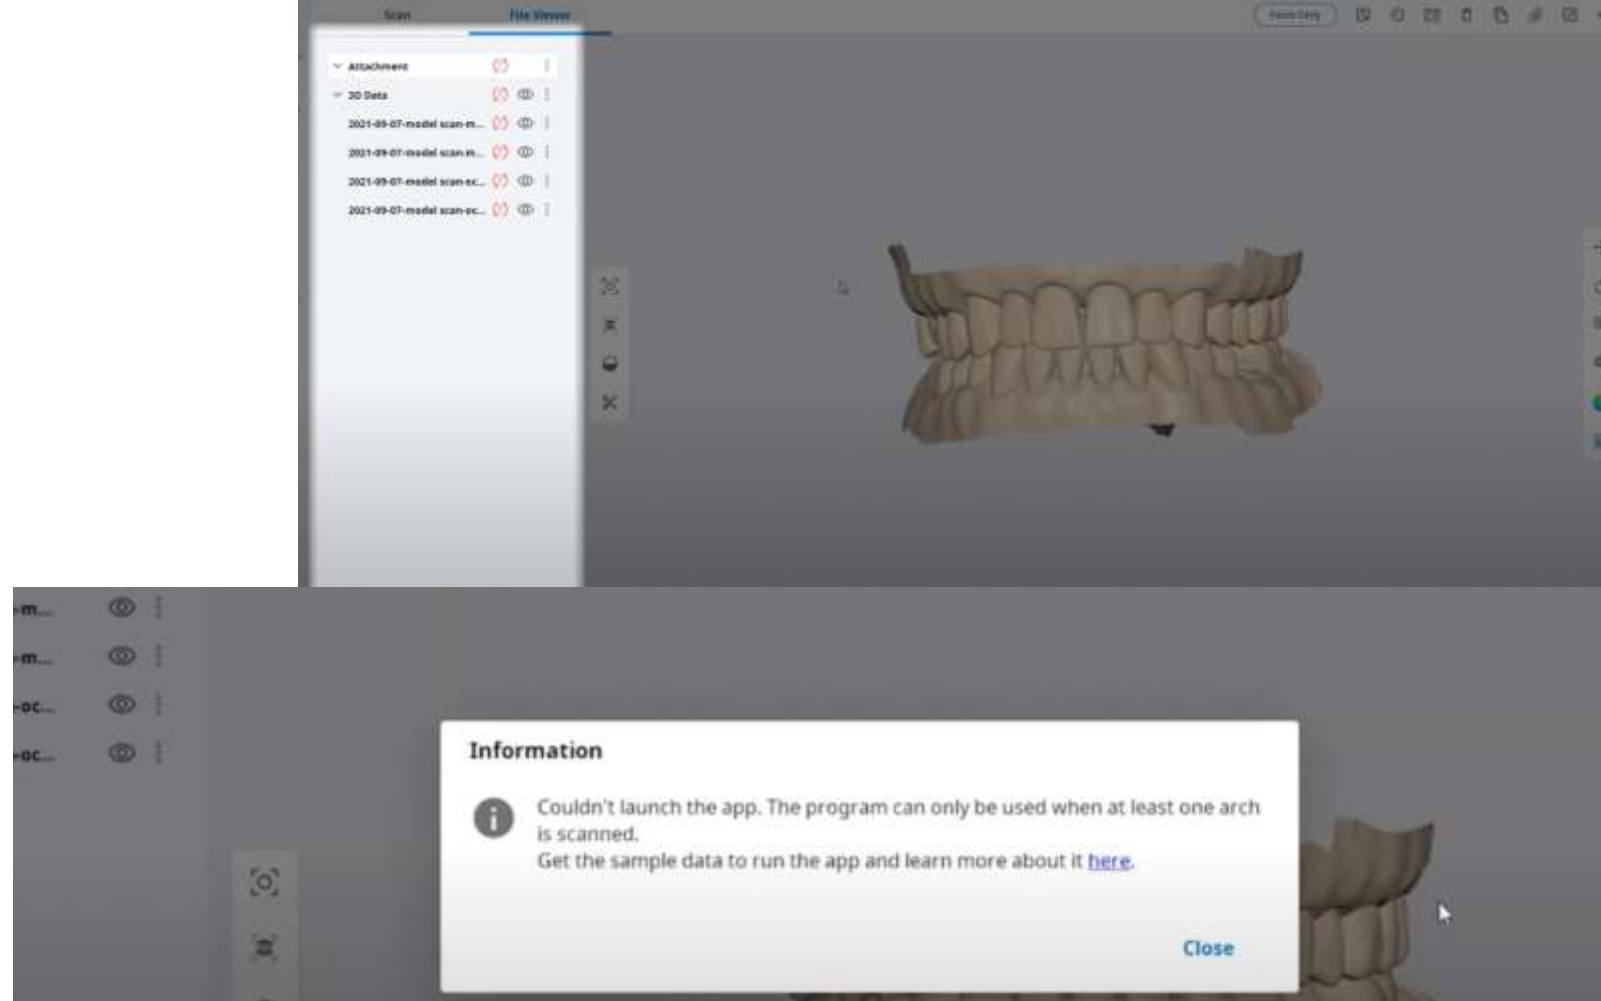 Scan
File Viewer
Attachment
3D Data
2021-09-07-model scan-m...
2021-09-07-model scan-m...
2021-09-07-model scan-oc...
2021-09-07-model scan-oc...
-m...
-m...
-oc...
-oc...
Information
Couldn't launch the app. The program can only be used when at least one arch
is scanned.
Get the sample data to run the app and learn more about it here.
Close